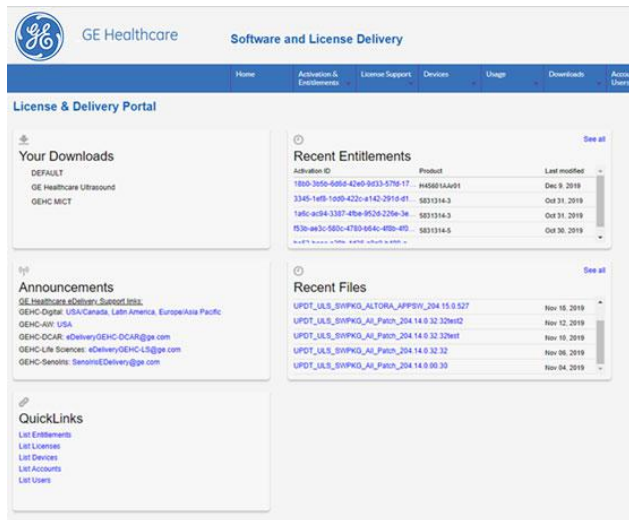 GE Healthcare
Software and License Delivery
Home
Activation & Entitlements
License Support
Devices
Usage
Downloads
License & Delivery Portal
Your Downloads
DEFAULT
GE Healthcare Ultrasound
GEHC MICT
See all
Recent Entitlements
Activation ID Product Last modified
H45601AAr01 Dec 9, 2019
3345-1ef8-1dd0-422c-a142-291d-d1... 5831314-3 Oct 31, 2019
1a6c-ac94-3387-4fbe-952d-226e-3e... 5831314-3 Oct 31, 2019
f53b-ae3c-580c-4780-b64c-4f8b-4f0... 5831314-5 Oct 30, 2019
Announcements
GE Healthcare eDelivery Support links:
GEHC-Digital: USA/Canada, Latin America, Europe/Asia Pacific
GEHC-AW: USA
GEHC-DCAR: eDeliveryGEHC-DCAR@ge.com
GEHC-Life Sciences: eDeliveryGEHC-LS@ge.com
GEHC-SenoIris: SenoIrisEDelivery@ge.com
See all
Recent Files
UPDT_ULS_SWPKG_ALTORA_APPSW_204.15.0.527 Nov 18, 2019
UPDT_ULS_SWPKG_All_Patch_204.14.0.32.32test2 Nov 12, 2019
UPDT_ULS_SWPKG_All_Patch_204.14.0.32.32test Nov 10, 2019
UPDT_ULS_SWPKG_All_Patch_204.14.0.32.32 Nov 06, 2019
UPDT_ULS_SWPKG_All_Patch_204.14.0.00.30 Nov 04, 2019
QuickLinks
List Entitlements
List Licenses
List Devices
List Accounts
List Users